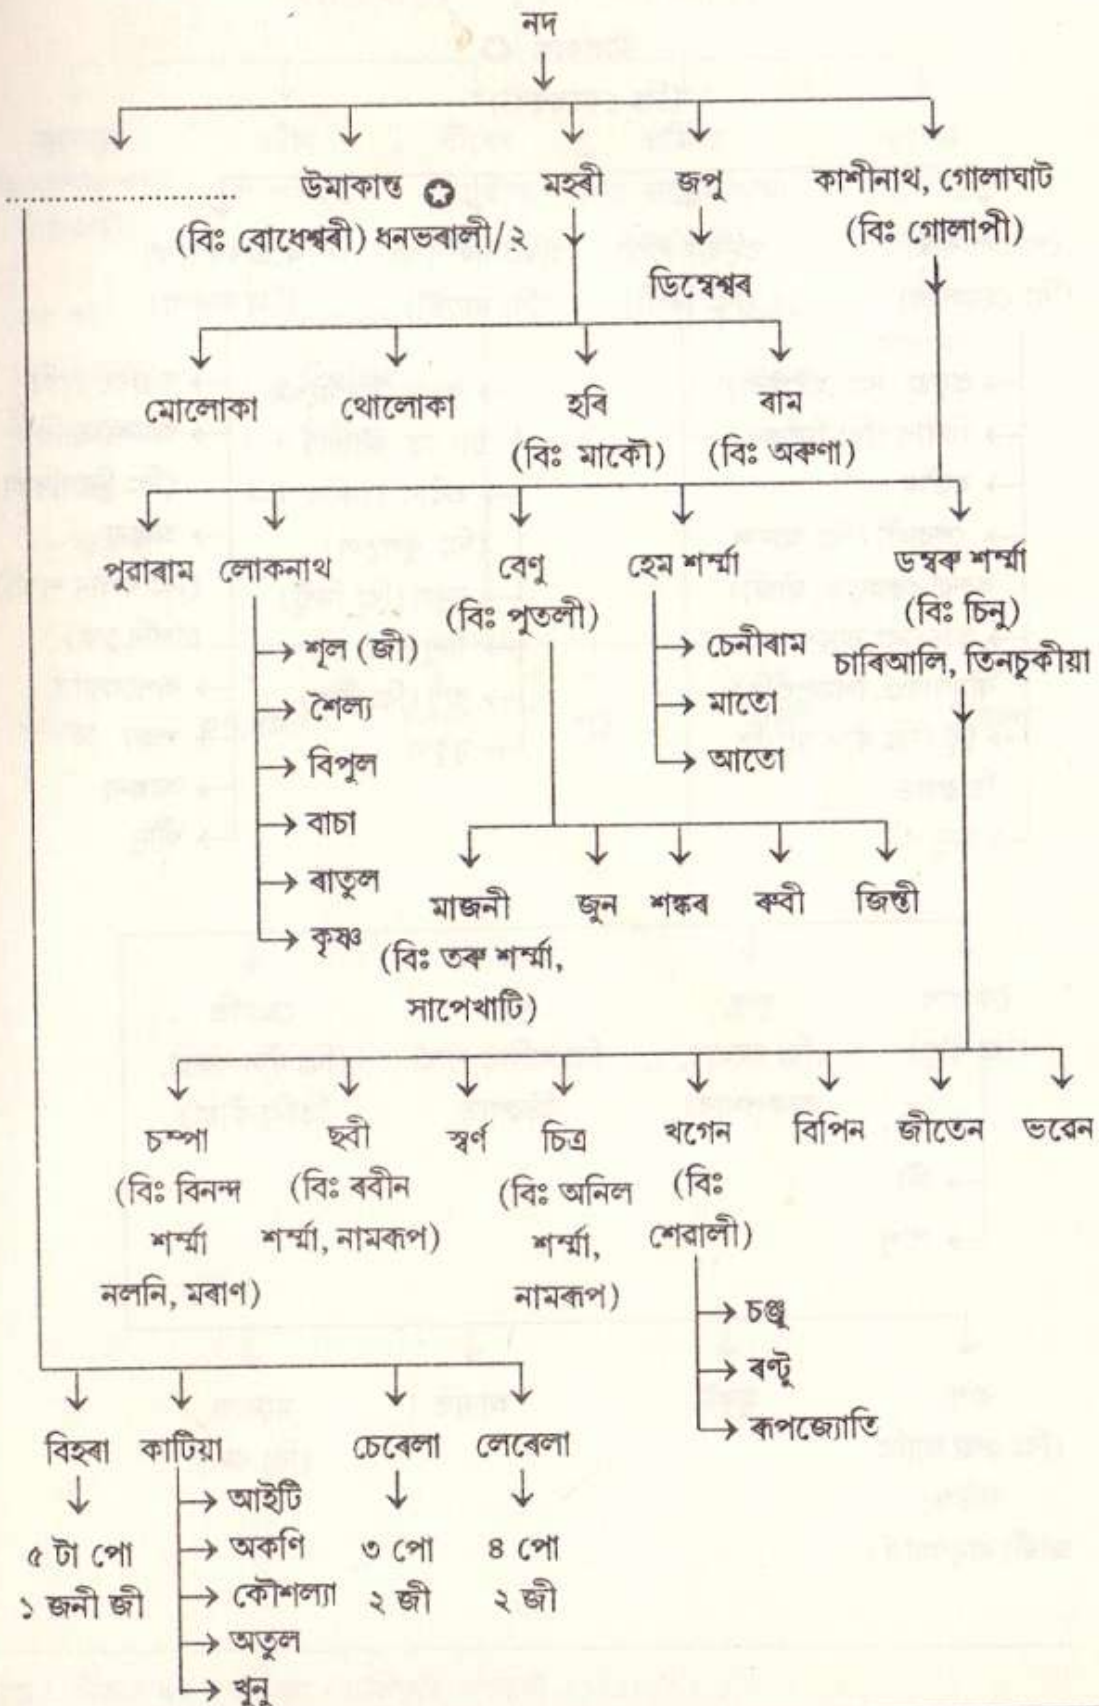 নদ
উমাকান্ত ✪ মহৰী জপু কাশীনাথ, গোলাঘাট
(বিঃ বোধেশ্বৰী) ধনভৰালী/২ (বিঃ গোলাপী)
ডিম্বেশ্বৰ
মোলোকা থোলোকা হৰি ৰাম
(বিঃ মাকৌ) (বিঃ অৰুণা)
পুৱাৰাম লোকনাথ বেণু হেম শৰ্ম্মা ডম্বৰু শৰ্ম্মা
(বিঃ পুতলী) (বিঃ চিনু)
শূল (জী) চেনীৰাম চাৰিআলি, তিনচুকীয়া
শৈল্য মাতো
বিপুল আতো
বাচা
ৰাতুল
কৃষ্ণ
মাজনী জুন শঙ্কৰ ৰুবী জিন্তী
(বিঃ তৰু শৰ্ম্মা,
সাপেখাটি)
চম্পা ছবী স্বৰ্ণ চিত্ৰ খগেন বিপিন জীতেন ভৱেন
(বিঃ বিনন্দ (বিঃ ৰবীন (বিঃ অনিল (বিঃ
শৰ্ম্মা শৰ্ম্মা, নামৰূপ) শৰ্ম্মা, শেৱালী)
নলনি, মৰাণ) নামৰূপ)
চঞ্চু
ৰণ্টু
ৰূপজ্যোতি
বিহৰা কাটিয়া চেৰেলা লেৰেলা
আইটি
৫ টা পো অকণি ৩ পো ৪ পো
১ জনী জী কৌশল্যা ২ জী ২ জী
অতুল
খুনু